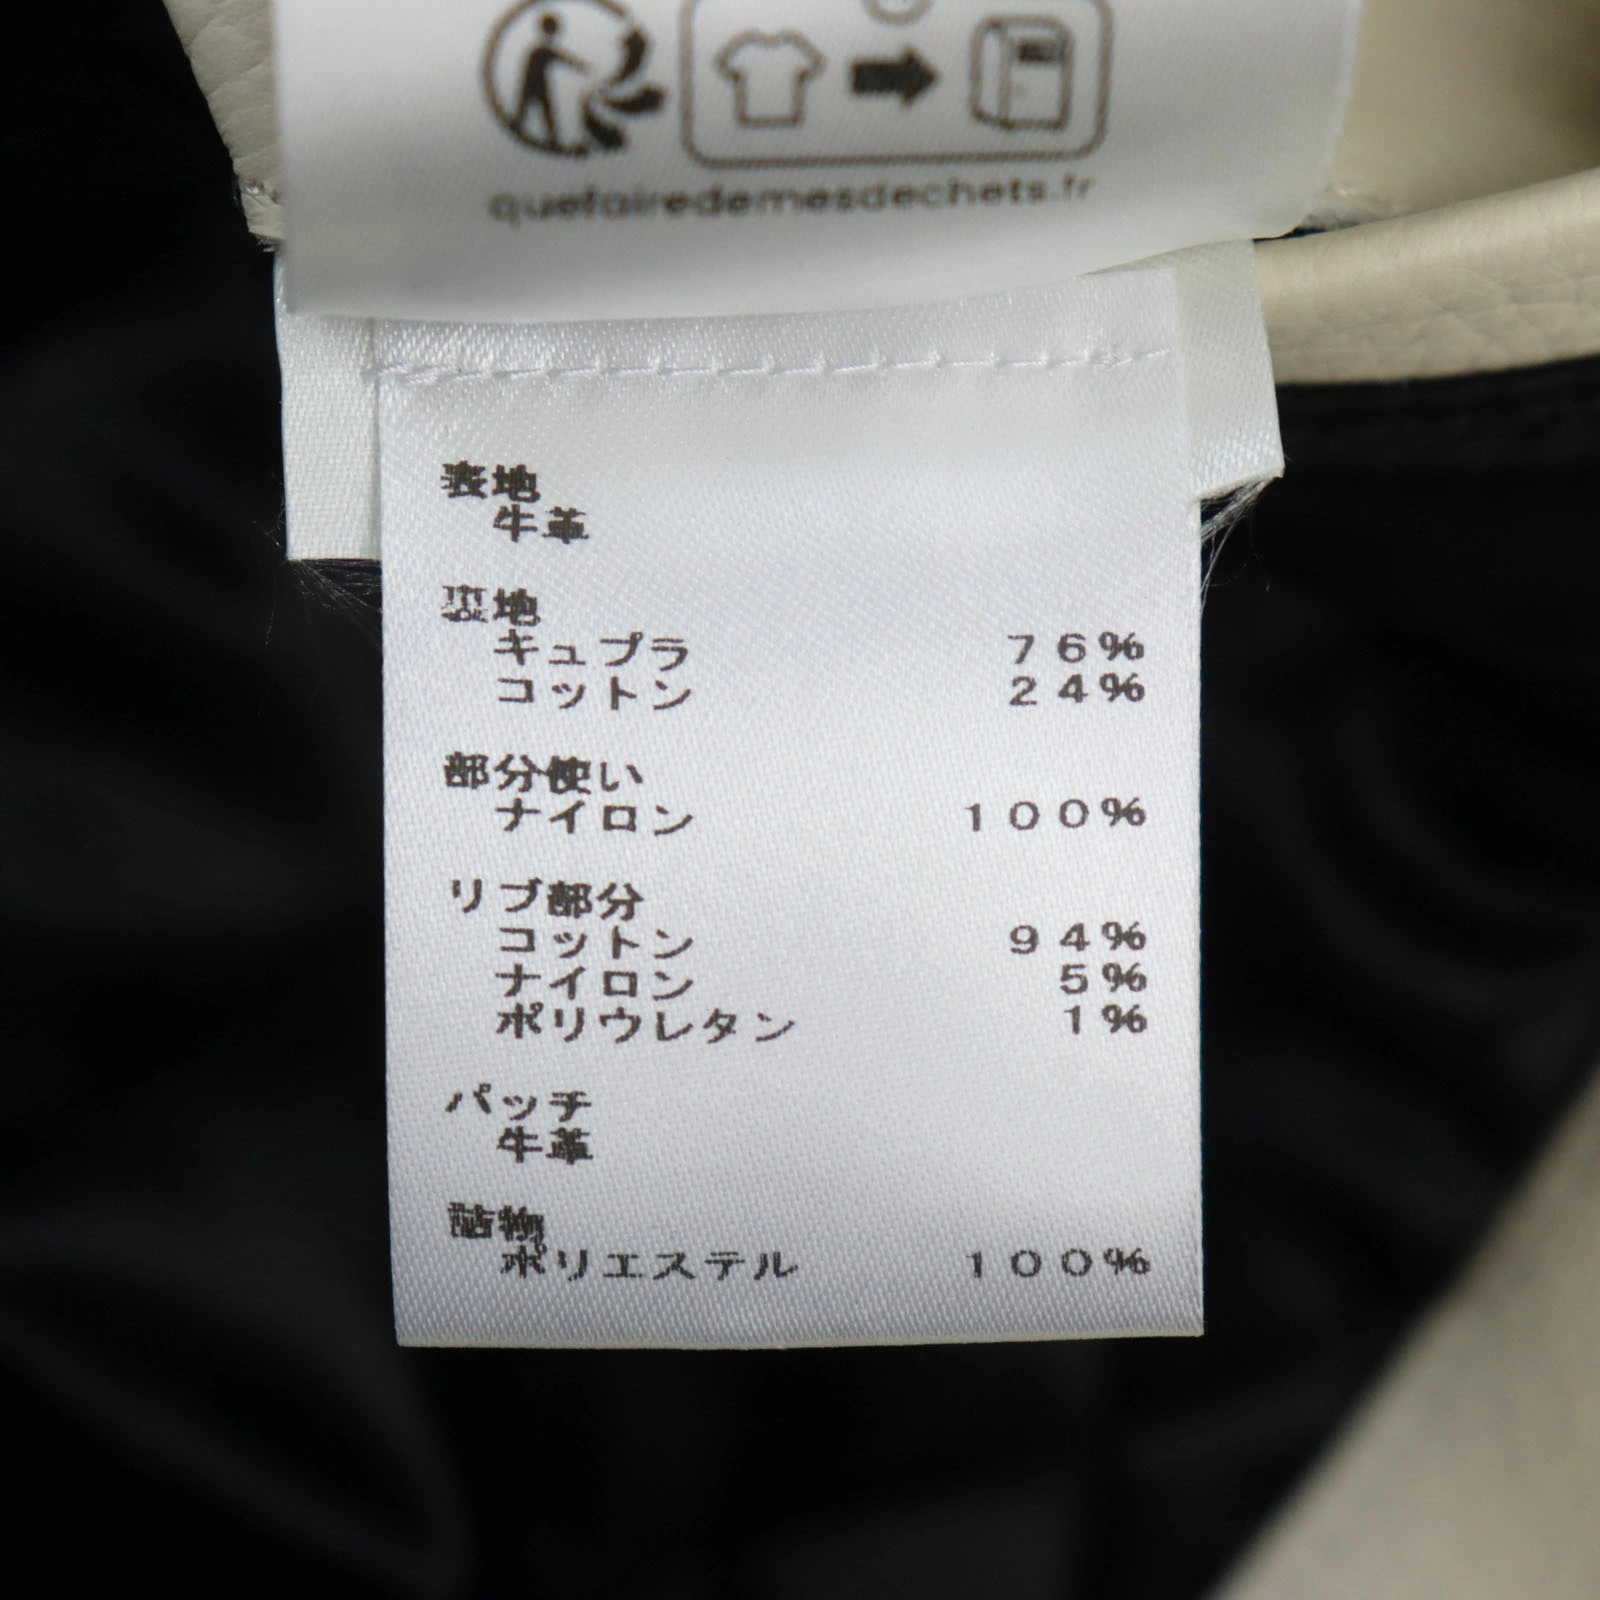 quefairedemesdechets.fr
表地
牛革
裏地
キュプラ 76%
コットン 24%
部分使い
ナイロン 100%
リブ部分
コットン 94%
ナイロン 5%
ポリウレタン 1%
パッチ
牛革
詰物
ポリエステル 100%